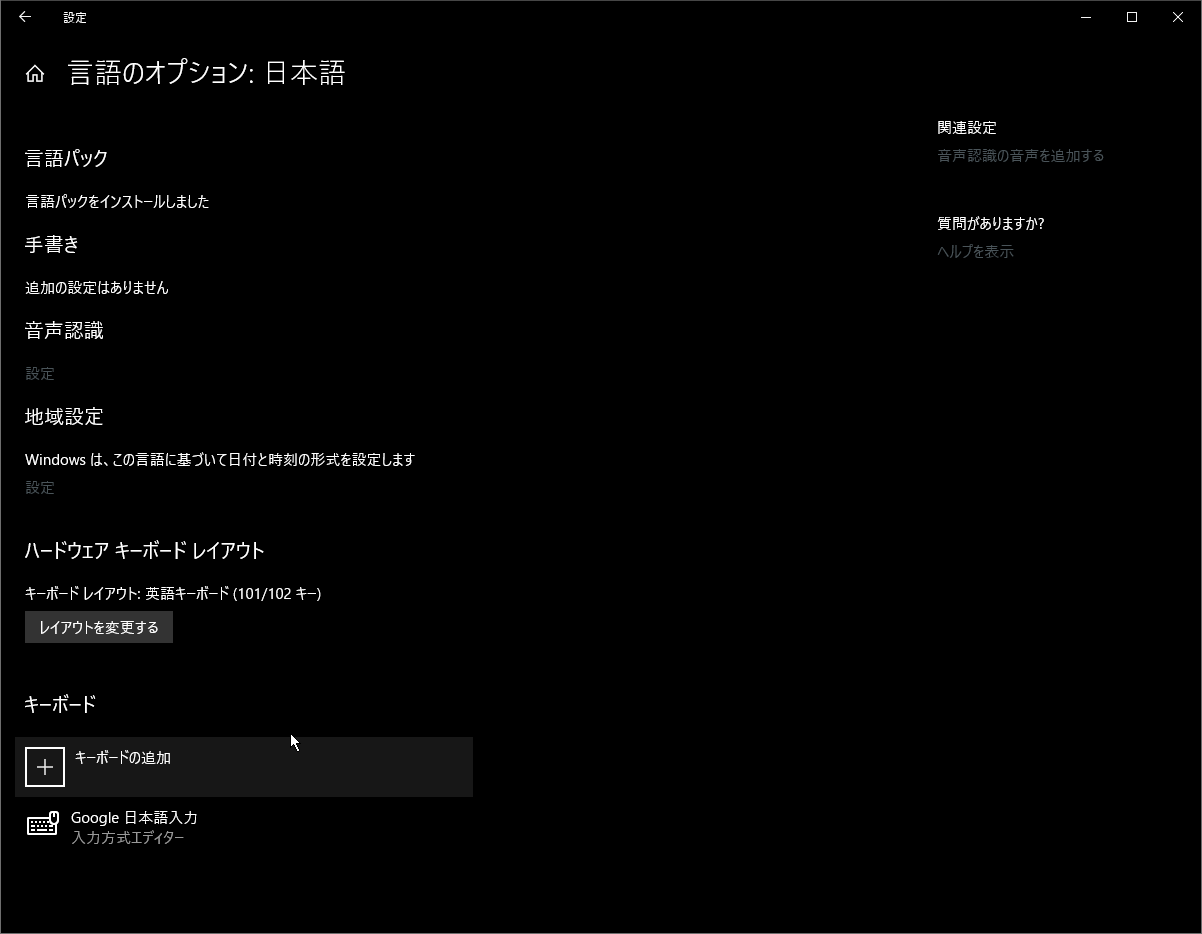 設定
言語のオプション: 日本語
言語パック
言語パックをインストールしました
手書き
追加の設定はありません
音声認識
設定
地域設定
Windows は、この言語に基づいて日付と時刻の形式を設定します
設定
ハードウェア キーボード レイアウト
キーボード レイアウト: 英語キーボード (101/102 キー)
レイアウトを変更する
キーボード
キーボードの追加
Google 日本語入力
入力方式エディター
関連設定
音声認識の音声を追加する
質問がありますか?
ヘルプを表示